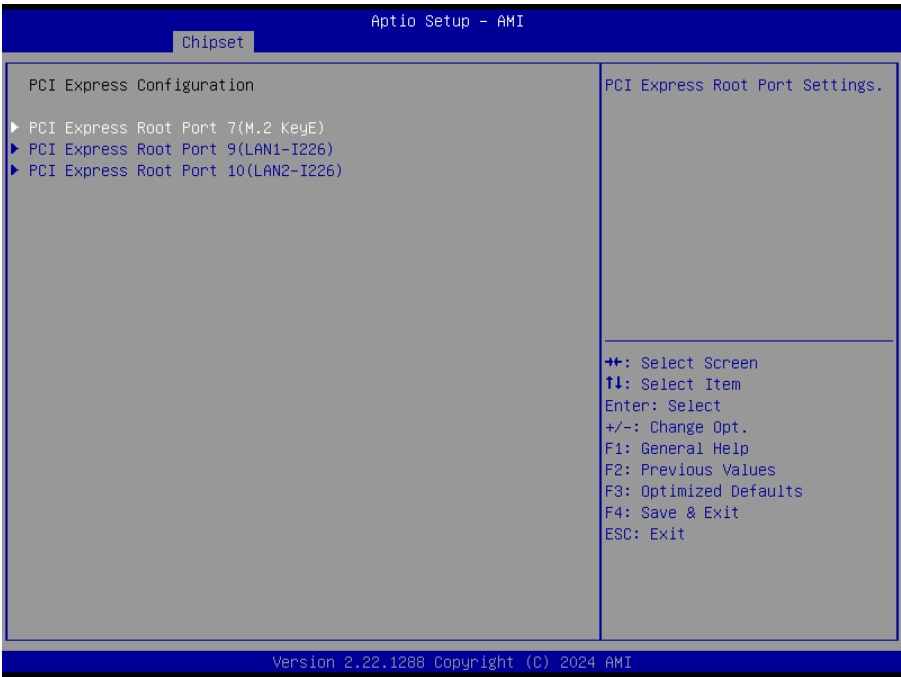 Aptio Setup - AMI
Chipset
PCI Express Configuration
PCI Express Root Port 7(M.2 KeyE)
PCI Express Root Port 9(LAN1-I226)
PCI Express Root Port 10(LAN2-I226)
PCI Express Root Port Settings.
→←: Select Screen
↑↓: Select Item
Enter: Select
+/-: Change Opt.
F1: General Help
F2: Previous Values
F3: Optimized Defaults
F4: Save & Exit
ESC: Exit
Version 2.22.1288 Copyright (C) 2024 AMI